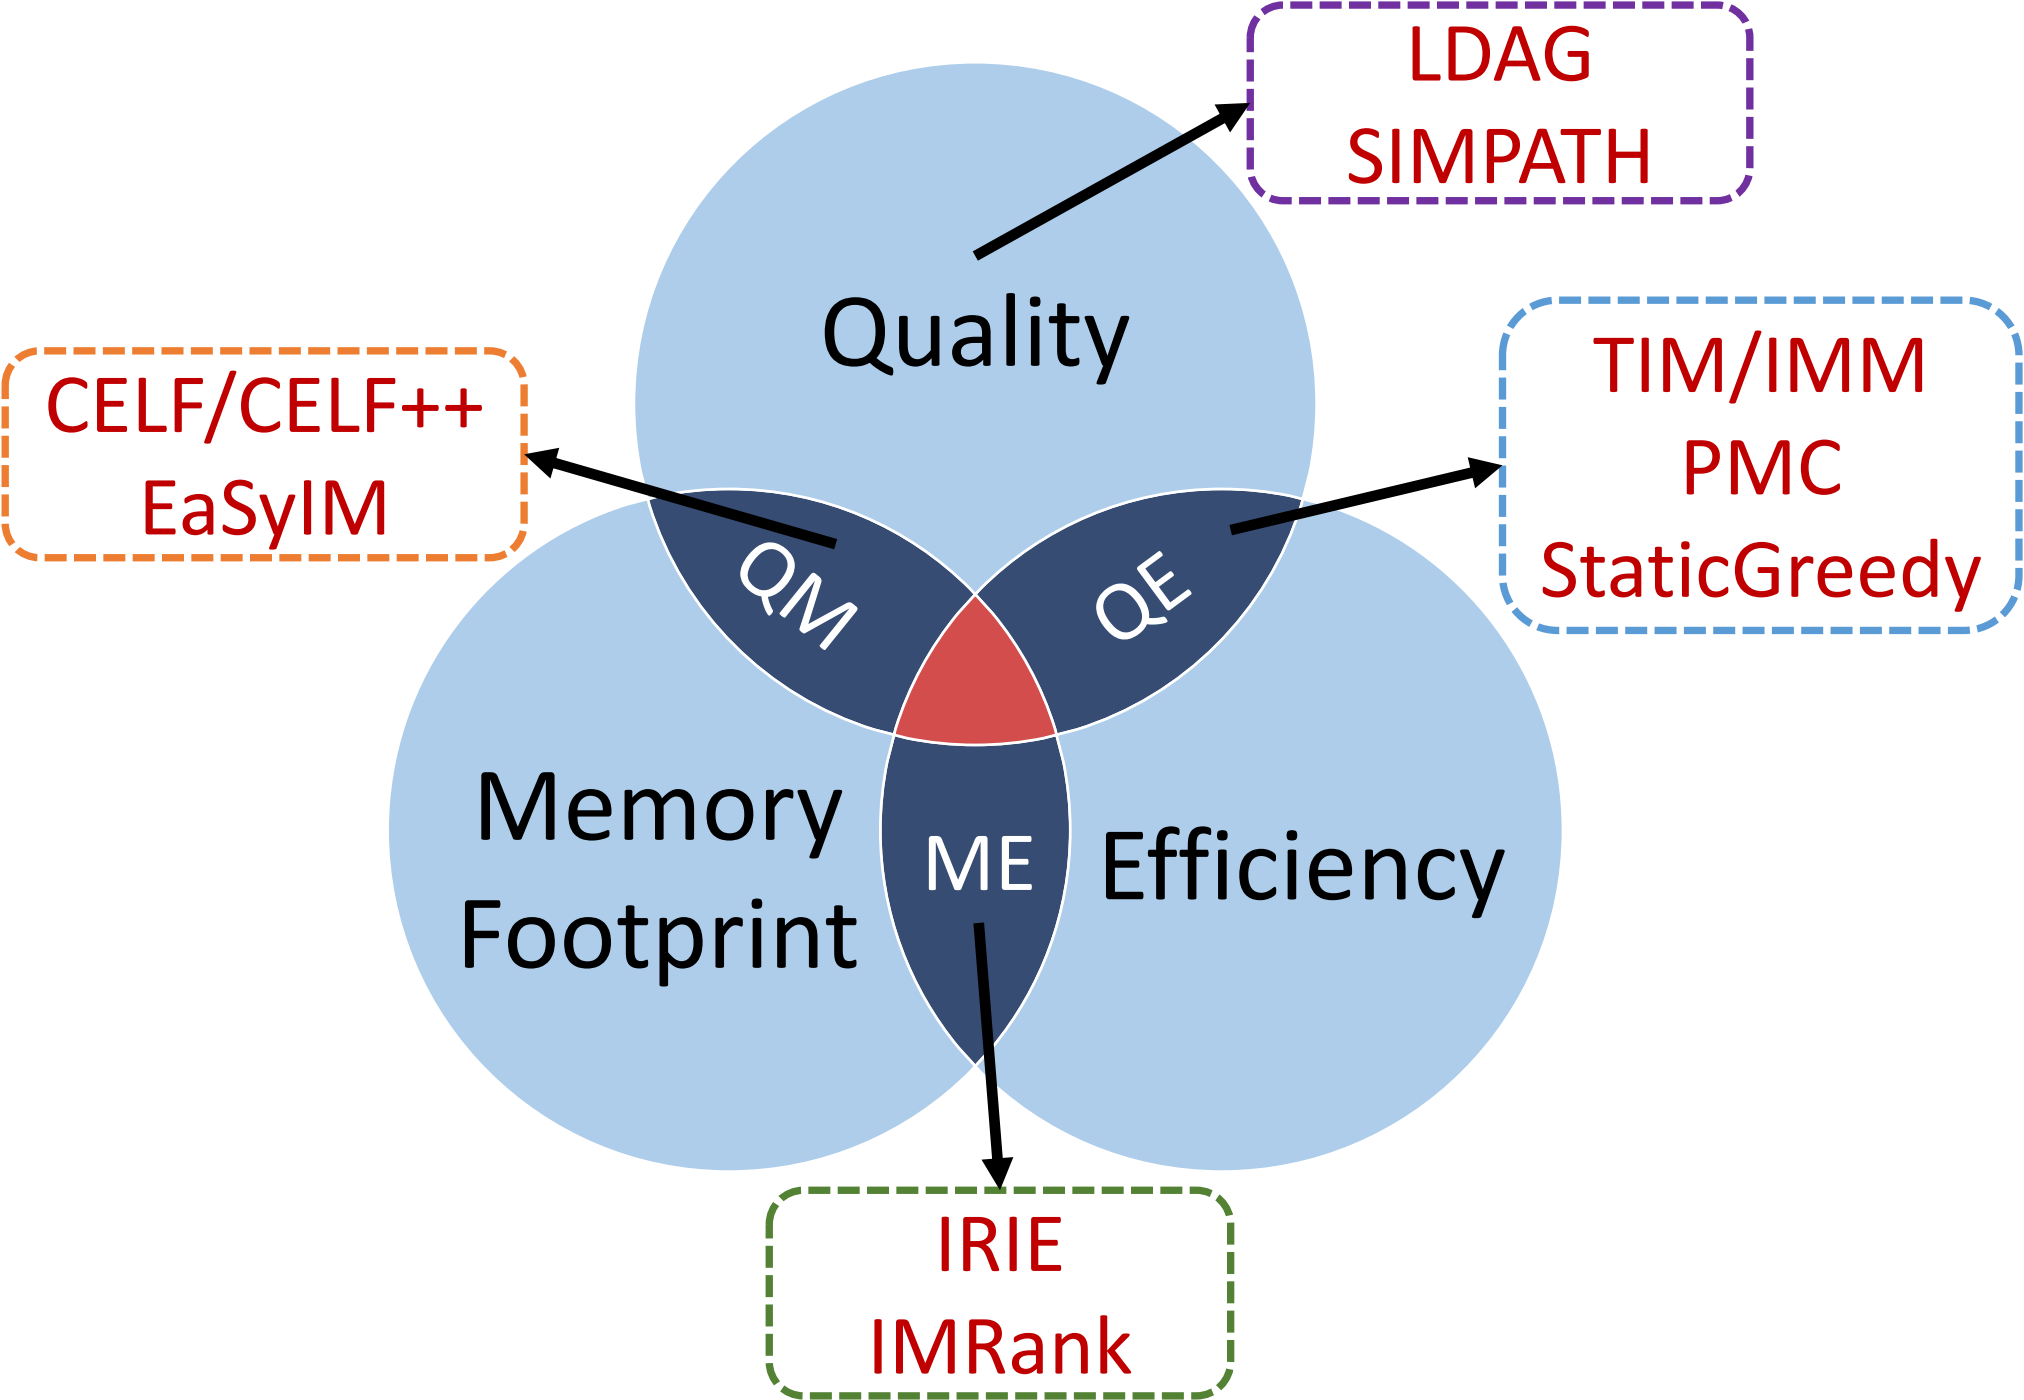 LDAG
SIMPATH
Quality
TIM/IMM
PMC
StaticGreedy
CELF/CELF++
EaSyIM
QM
QE
Memory
Footprint
ME
Efficiency
IRIE
IMRank